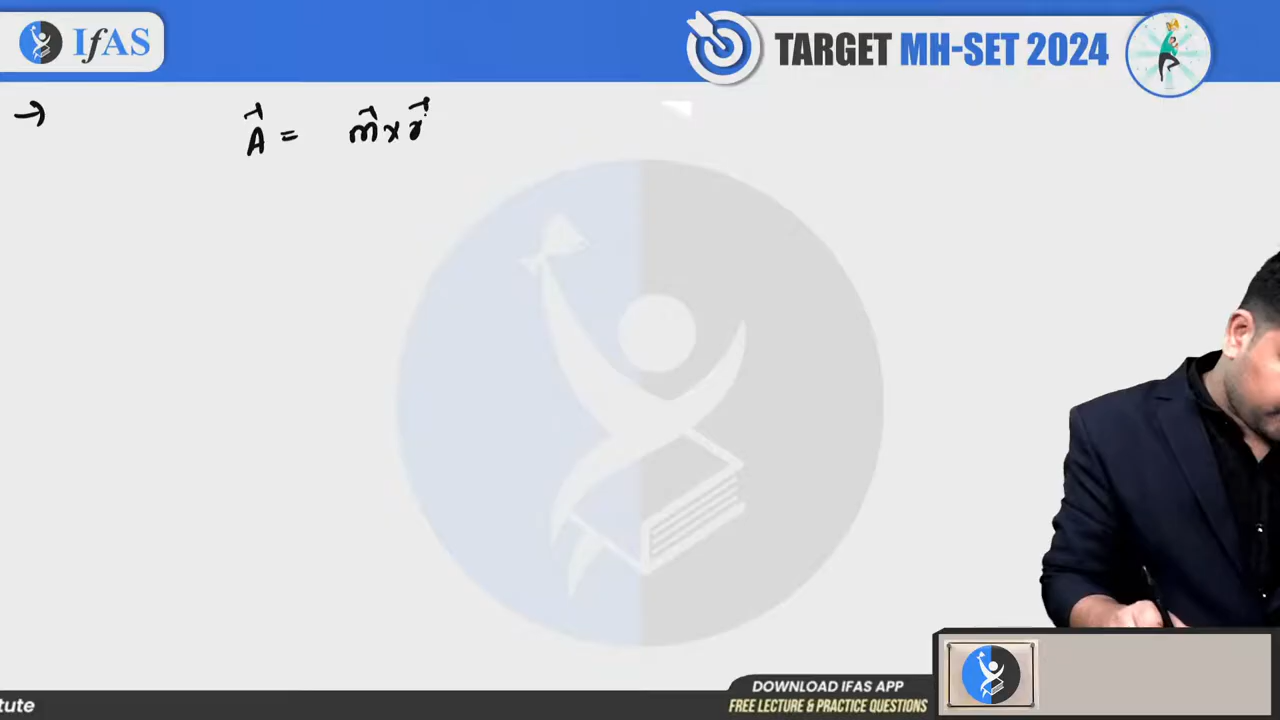 IfAS
TARGET MH-SET 2024
→ A⃗ = m⃗ x r⃗
DOWNLOAD IFAS APP
FREE LECTURE & PRACTICE QUESTIONS
tute